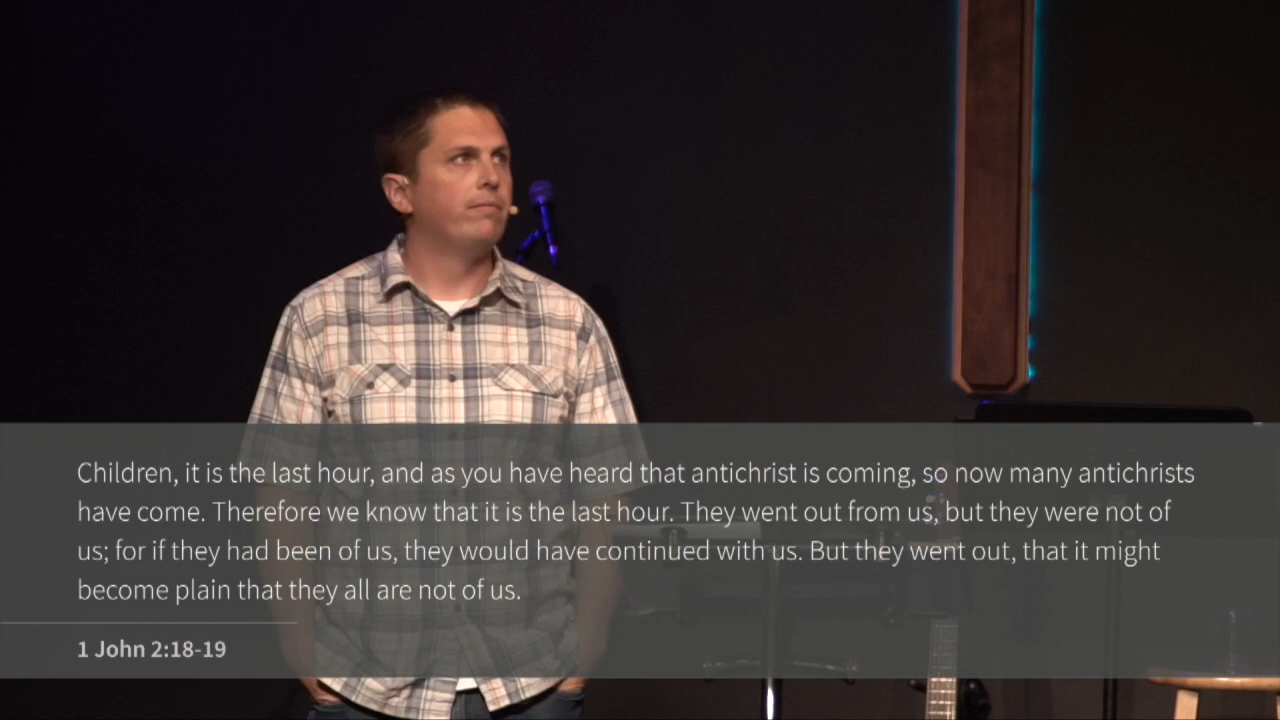 Children, it is the last hour, and as you have heard that antichrist is coming, so now many antichrists
have come. Therefore we know that it is the last hour. They went out from us, but they were not of
us; for if they had been of us, they would have continued with us. But they went out, that it might
become plain that they all are not of us.
1 John 2:18-19